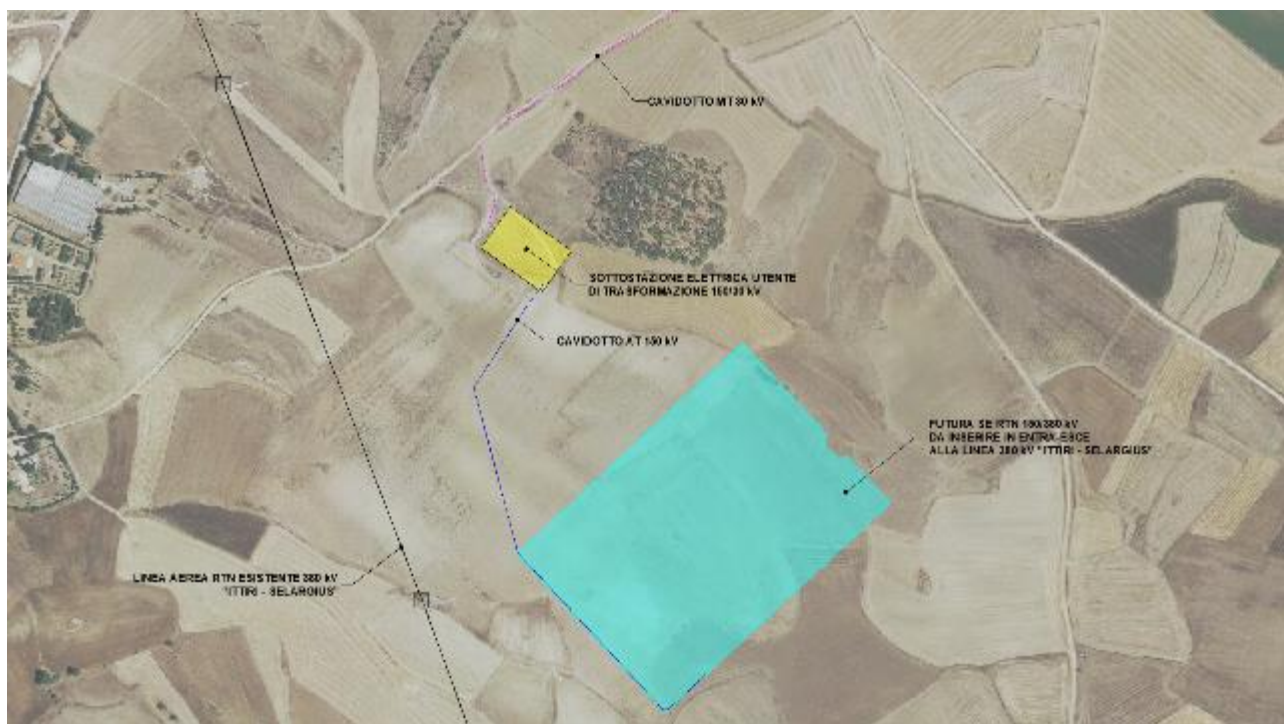 CAVIDOTTO MT 30 kV
SOTTOSTAZIONE ELETTRICA UTENTE
DI TRASFORMAZIONE 150/30 kV
CAVIDOTTO AT 150 kV
FUTURA SE RTN 150/380 kV
DA INSERIRE IN ENTRA-ESCE
ALLA LINEA 380 kV "ITTIRI - SELARGIUS"
LINEA AEREA RTN ESISTENTE 380 kV
"ITTIRI - SELARGIUS"